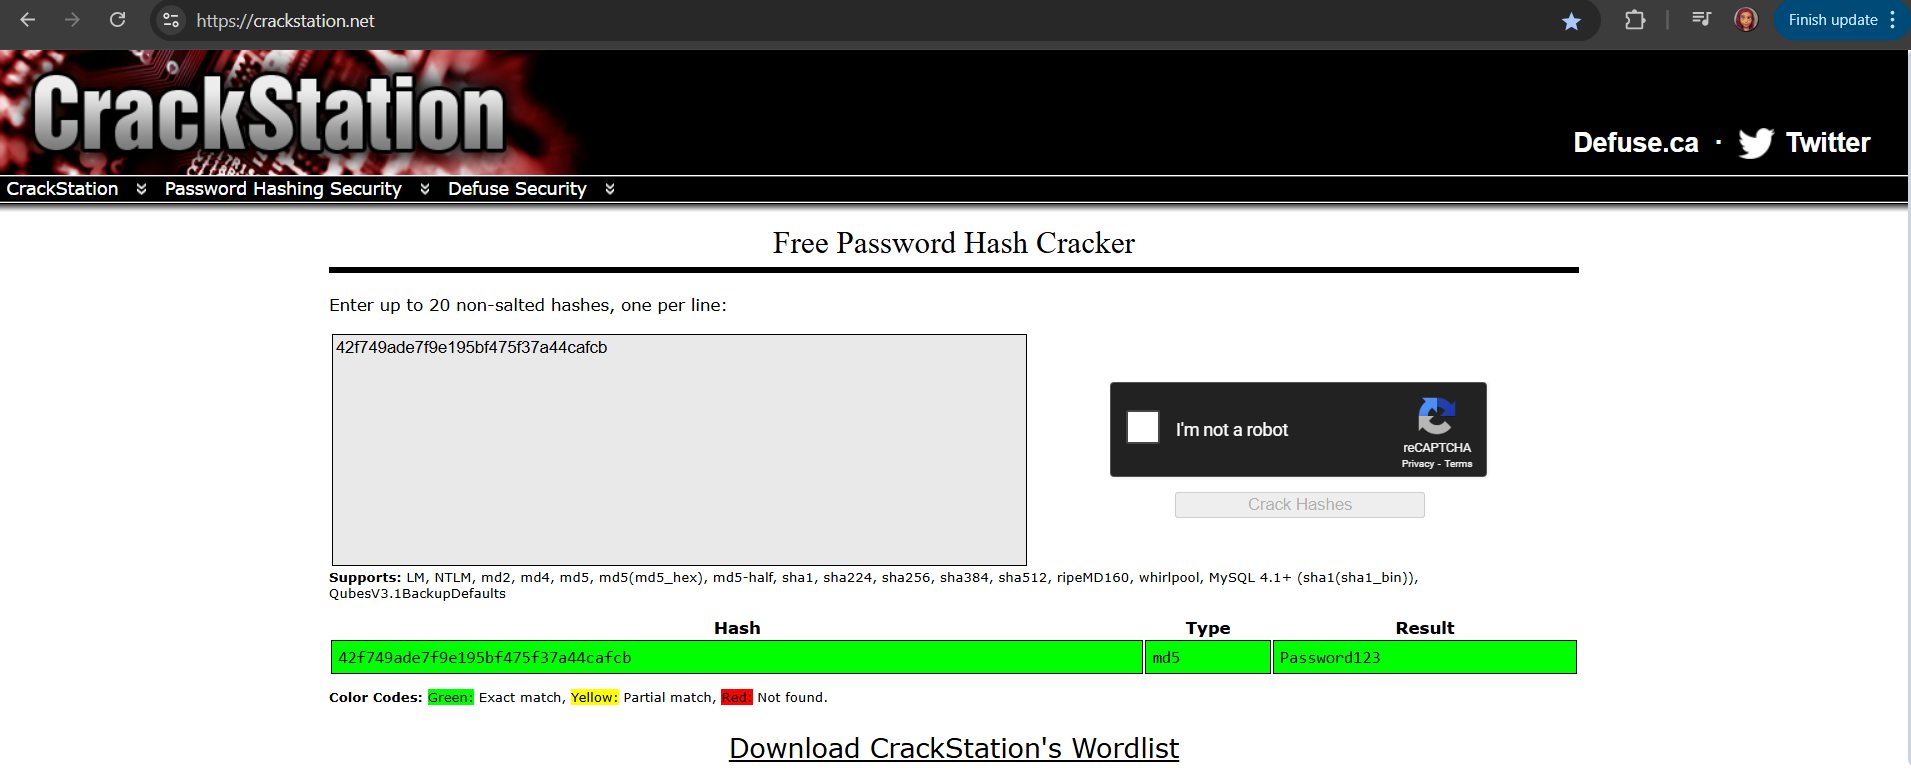 https://crackstation.net
Finish update
CrackStation
Defuse.ca · Twitter
CrackStation Password Hashing Security Defuse Security
Free Password Hash Cracker
Enter up to 20 non-salted hashes, one per line:
42f749ade7f9e195bf475f37a44cafcb
I'm not a robot
reCAPTCHA
Privacy - Terms
Crack Hashes
Supports: LM, NTLM, md2, md4, md5, md5(md5_hex), md5-half, sha1, sha224, sha256, sha384, sha512, ripeMD160, whirlpool, MySQL 4.1+ (sha1(sha1_bin)),
QubesV3.1BackupDefaults
Hash Type Result
42f749ade7f9e195bf475f37a44cafcb md5 Password123
Color Codes: Green: Exact match, Yellow: Partial match, Red: Not found.
Download CrackStation's Wordlist